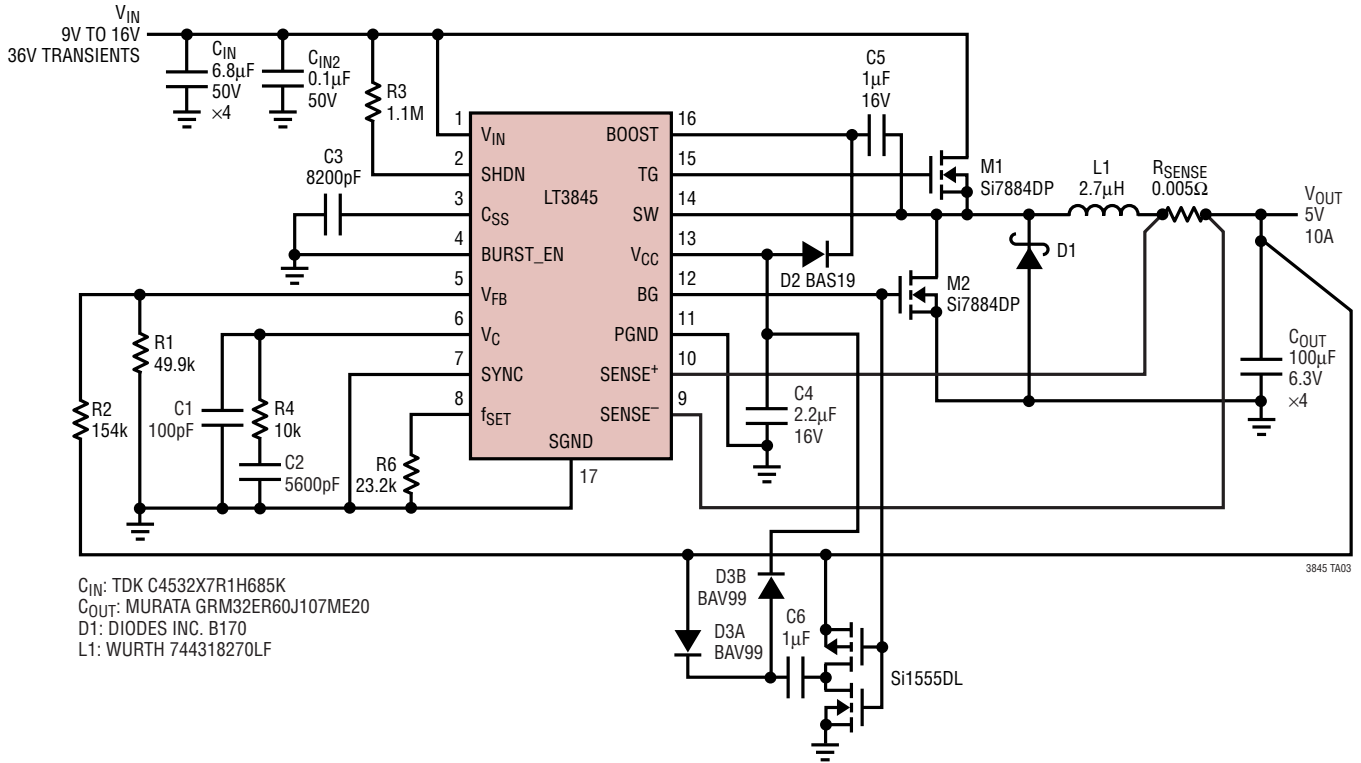 VIN
9V TO 16V
36V TRANSIENTS
CIN
6.8µF
50V
×4
CIN2
0.1µF
50V
R3
1.1M
C3
8200pF
LT3845
1
VIN
2
SHDN
3
CSS
4
BURST_EN
5
VFB
6
VC
7
SYNC
8
fSET
SGND
17
16
BOOST
15
TG
14
SW
13
VCC
12
BG
11
PGND
10
SENSE+
9
SENSE–
C5
1µF
16V
M1
Si7884DP
L1
2.7µH
RSENSE
0.005Ω
VOUT
5V
10A
D1
D2 BAS19
M2
Si7884DP
COUT
100µF
6.3V
×4
C4
2.2µF
16V
R1
49.9k
R2
154k
C1
100pF
R4
10k
C2
5600pF
R6
23.2k
D3B
BAV99
D3A
BAV99
C6
1µF
Si1555DL
3845 TA03
CIN: TDK C4532X7R1H685K
COUT: MURATA GRM32ER60J107ME20
D1: DIODES INC. B170
L1: WURTH 744318270LF